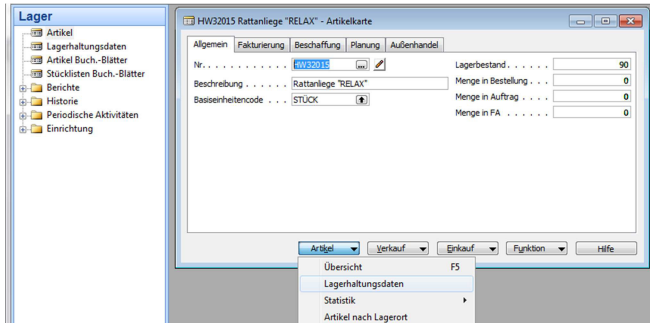 Lager
Artikel
Lagerhaltungsdaten
Artikel Buch.-Blätter
Stücklisten Buch.-Blätter
Berichte
Historie
Periodische Aktivitäten
Einrichtung
HW32015 Rattanliege "RELAX" - Artikelkarte
Allgemein Fakturierung Beschaffung Planung Außenhandel
Nr. . . . . . . . . . . . . HW32015 ...
Beschreibung . . . . . . Rattanliege "RELAX"
Basiseinheitencode . . . STÜCK
Lagerbestand . . . . . . 90
Menge in Bestellung . . . 0
Menge in Auftrag . . . . 0
Menge in FA . . . . . . 0
Artikel Verkauf Einkauf Funktion Hilfe
Übersicht F5
Lagerhaltungsdaten
Statistik
Artikel nach Lagerort